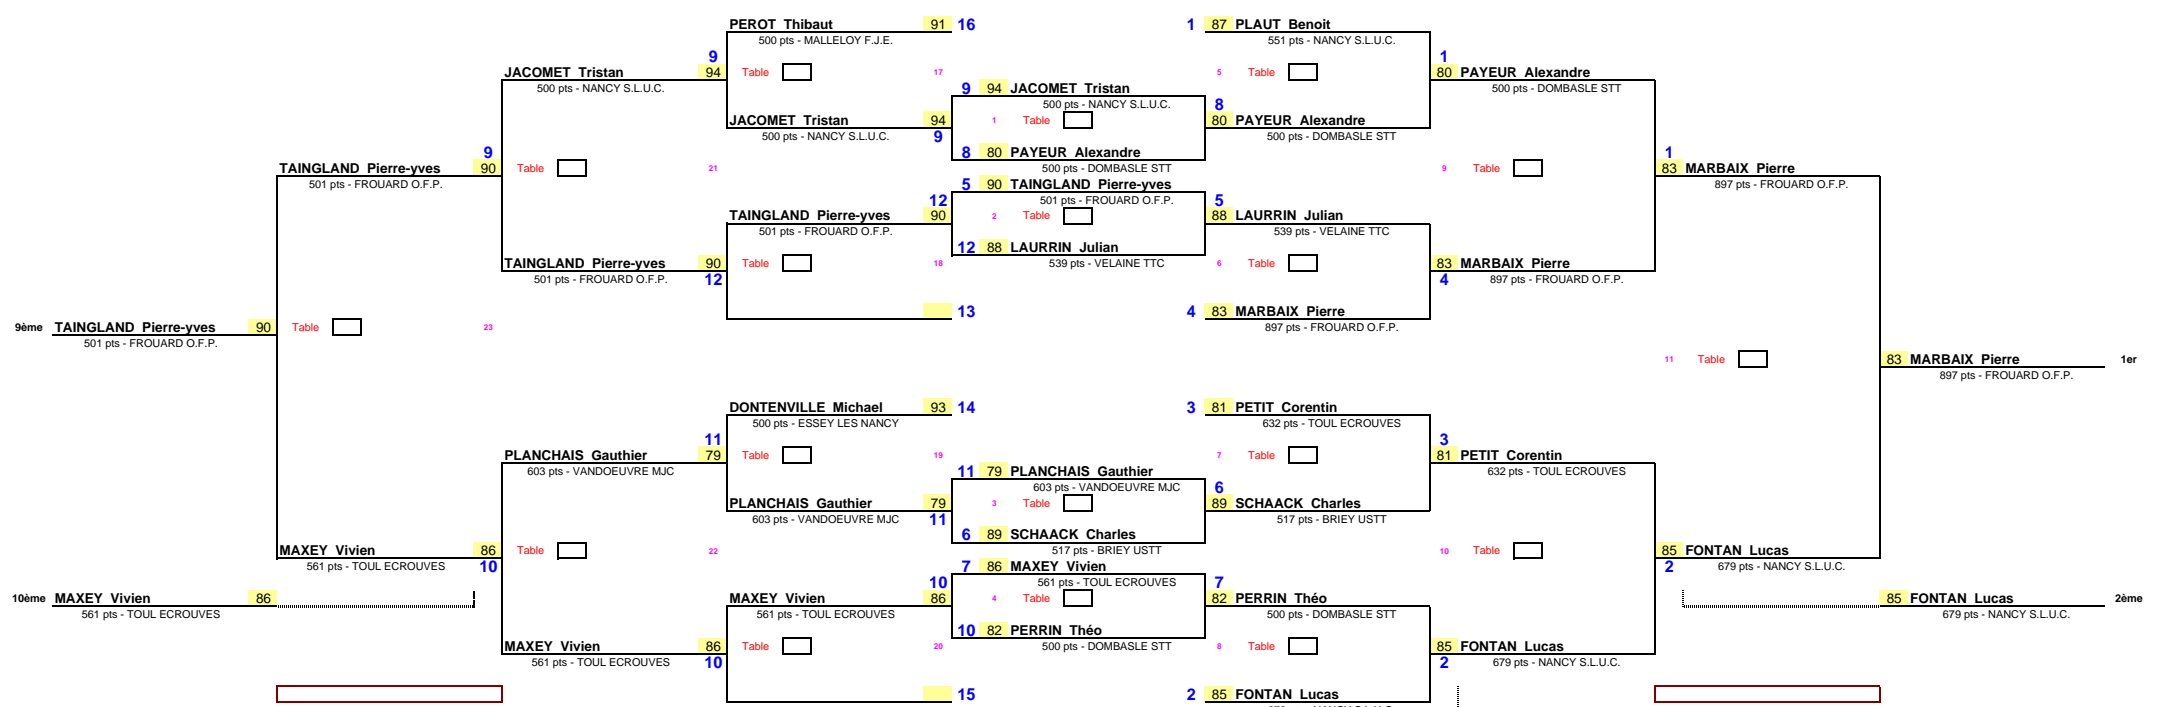 PEROT Thibaut 91 16 1 87 PLAUT Benoit
500 pts - MALLELOY F.J.E. 551 pts - NANCY S.L.U.C.
9 1
JACOMET Tristan 94 Table 17 5 Table 80 PAYEUR Alexandre
500 pts - NANCY S.L.U.C. 9 94 JACOMET Tristan 500 pts - DOMBASLE STT
500 pts - NANCY S.L.U.C. 8
JACOMET Tristan 94 1 Table 80 PAYEUR Alexandre
500 pts - NANCY S.L.U.C. 9 500 pts - DOMBASLE STT
9 8 80 PAYEUR Alexandre 1
TAINGLAND Pierre-yves 90 Table 21 500 pts - DOMBASLE STT 9 Table 83 MARBAIX Pierre
501 pts - FROUARD O.F.P. 5 90 TAINGLAND Pierre-yves 897 pts - FROUARD O.F.P.
12 501 pts - FROUARD O.F.P. 5
TAINGLAND Pierre-yves 90 2 Table 88 LAURRIN Julian
501 pts - FROUARD O.F.P. 539 pts - VELAINE TTC
12 88 LAURRIN Julian
TAINGLAND Pierre-yves 90 Table 18 539 pts - VELAINE TTC 6 Table 83 MARBAIX Pierre
501 pts - FROUARD O.F.P. 12 4 897 pts - FROUARD O.F.P.
13 4 83 MARBAIX Pierre
9ème TAINGLAND Pierre-yves 90 Table 23 897 pts - FROUARD O.F.P.
501 pts - FROUARD O.F.P.
11 Table 83 MARBAIX Pierre 1er
897 pts - FROUARD O.F.P.
DONTENVILLE Michael 93 14 3 81 PETIT Corentin
500 pts - ESSEY LES NANCY 632 pts - TOUL ECROUVES
11 3
PLANCHAIS Gauthier 79 Table 19 7 Table 81 PETIT Corentin
603 pts - VANDOEUVRE MJC 11 79 PLANCHAIS Gauthier 632 pts - TOUL ECROUVES
603 pts - VANDOEUVRE MJC 6
PLANCHAIS Gauthier 79 3 Table 89 SCHAACK Charles
603 pts - VANDOEUVRE MJC 11 517 pts - BRIEY USTT
6 89 SCHAACK Charles
MAXEY Vivien 86 Table 22 517 pts - BRIEY USTT 10 Table 85 FONTAN Lucas
561 pts - TOUL ECROUVES 10 7 86 MAXEY Vivien 2 679 pts - NANCY S.L.U.C.
10 561 pts - TOUL ECROUVES 7
10ème MAXEY Vivien 86 MAXEY Vivien 86 4 Table 82 PERRIN Théo 85 FONTAN Lucas 2ème
561 pts - TOUL ECROUVES 561 pts - TOUL ECROUVES 500 pts - DOMBASLE STT 679 pts - NANCY S.L.U.C.
10 82 PERRIN Théo
MAXEY Vivien 86 Table 20 500 pts - DOMBASLE STT 8 Table 85 FONTAN Lucas
561 pts - TOUL ECROUVES 10 2 679 pts - NANCY S.L.U.C.
15 2 85 FONTAN Lucas